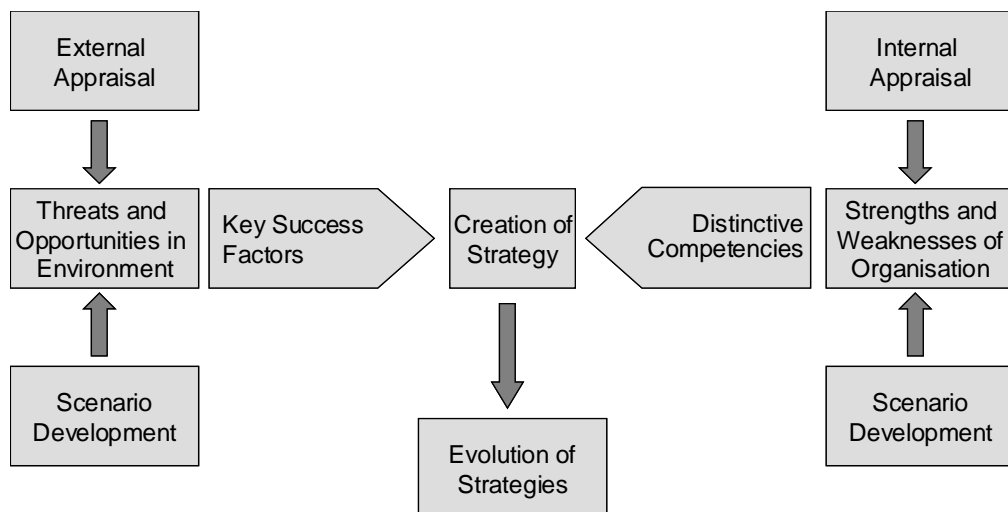 External
Appraisal
Internal
Appraisal
Threats and
Opportunities in
Environment
Key Success
Factors
Creation of
Strategy
Distinctive
Competencies
Strengths and
Weaknesses of
Organisation
Scenario
Development
Evolution of
Strategies
Scenario
Development